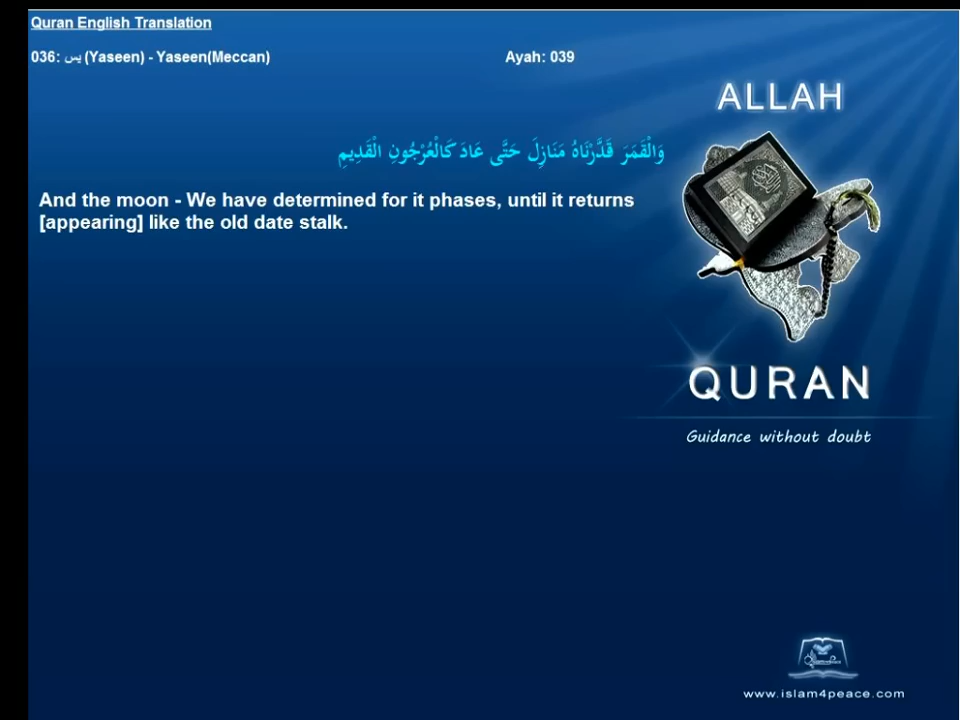 Quran English Translation
036: يس (Yaseen) - Yaseen(Meccan)
Ayah: 039
ALLAH
وَالْقَمَرَ قَدَّرْنَاهُ مَنَازِلَ حَتَّى عَادَ كَالْعُرْجُونِ الْقَدِيمِ
And the moon - We have determined for it phases, until it returns
[appearing] like the old date stalk.
QURAN
Guidance without doubt
www.islam4peace.com